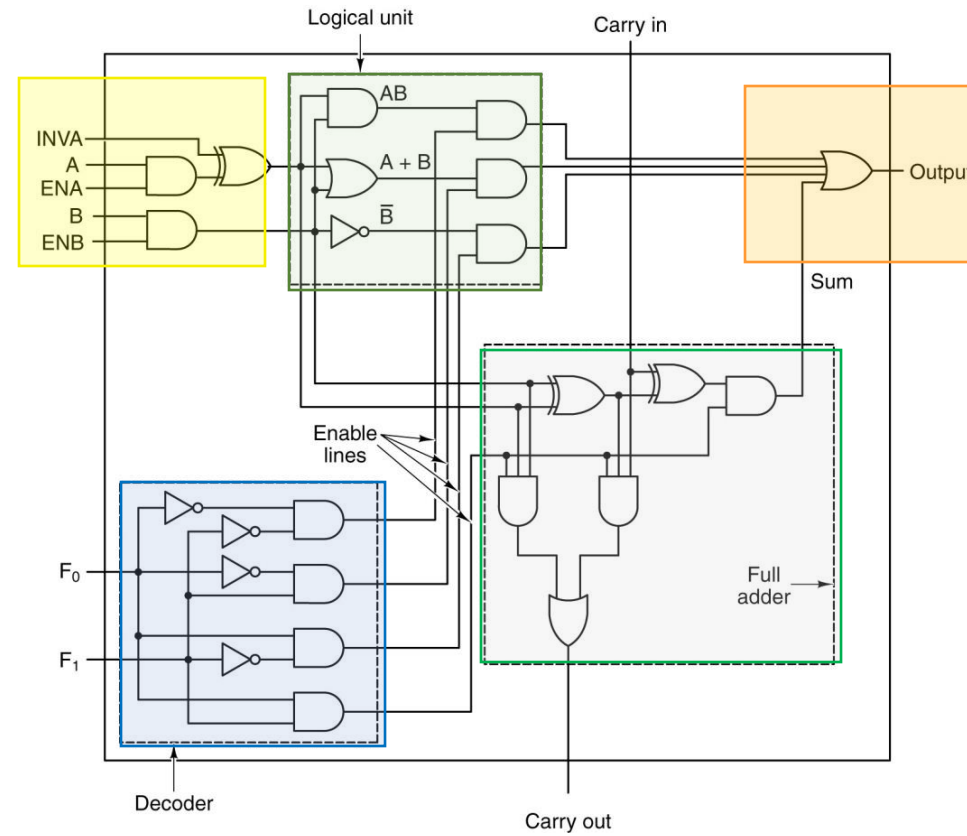 Logical unit
Carry in
INVA
A
ENA
B
ENB
AB
A + B
B̅
Output
Sum
Enable
lines
F₀
F₁
Full
adder
Decoder
Carry out